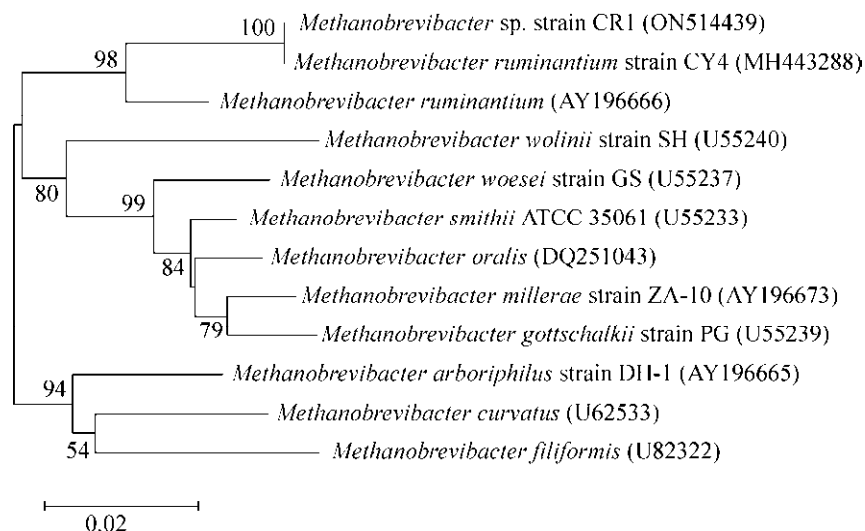 100
Methanobrevibacter sp. strain CR1 (ON514439)
98
Methanobrevibacter ruminantium strain CY4 (MH443288)
Methanobrevibacter ruminantium (AY196666)
Methanobrevibacter wolinii strain SH (U55240)
80
Methanobrevibacter woesei strain GS (U55237)
99
Methanobrevibacter smithii ATCC 35061 (U55233)
84
Methanobrevibacter oralis (DQ251043)
Methanobrevibacter millerae strain ZA-10 (AY196673)
79
Methanobrevibacter gottschalkii strain PG (U55239)
94
Methanobrevibacter arboriphilus strain DH-1 (AY196665)
Methanobrevibacter curvatus (U62533)
54
Methanobrevibacter filiformis (U82322)
0.02